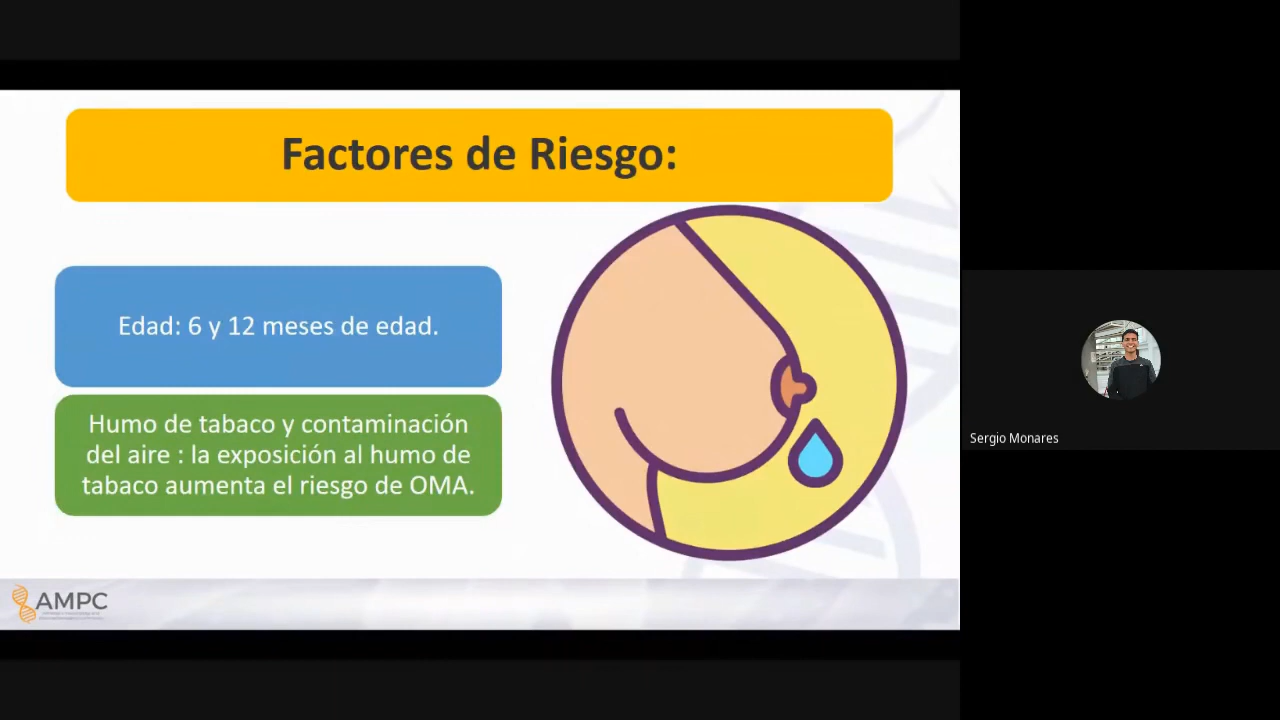 Factores de Riesgo:
Edad: 6 y 12 meses de edad.
Humo de tabaco y contaminación
del aire : la exposición al humo de
tabaco aumenta el riesgo de OMA.
Sergio Monares
AMPC